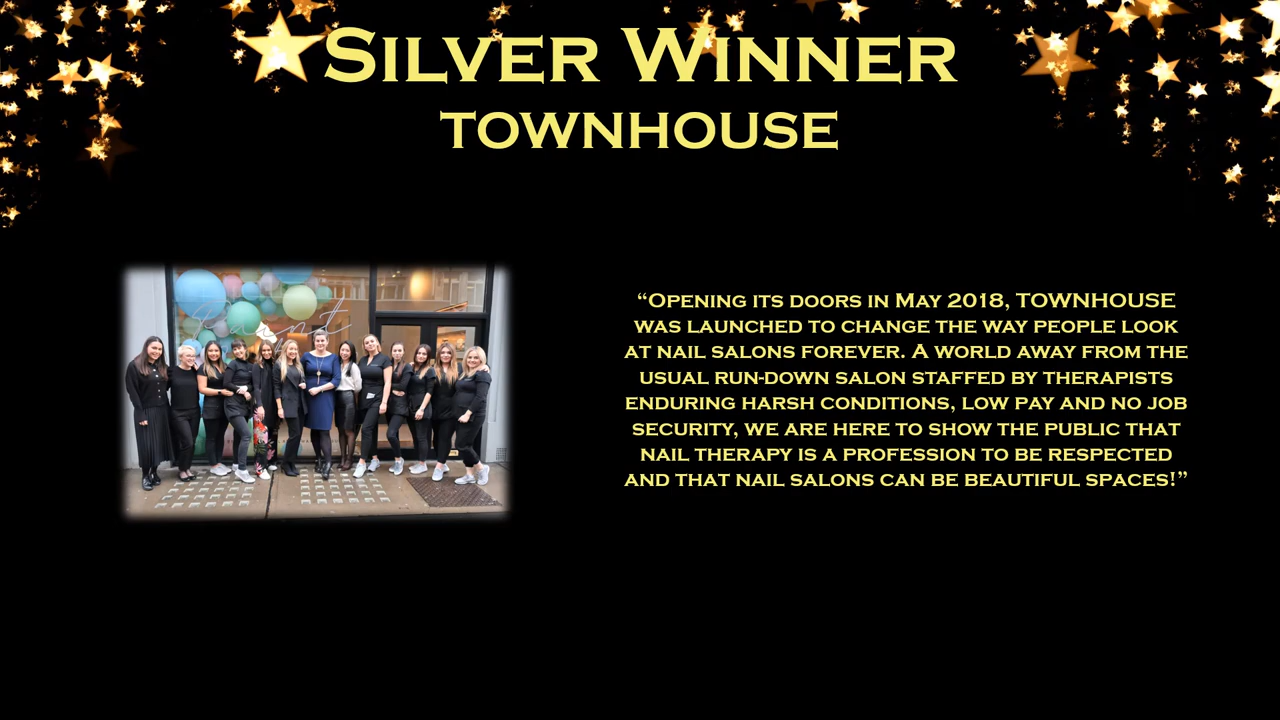 Silver Winner
TOWNHOUSE
“Opening its doors in May 2018, TOWNHOUSE
was launched to change the way people look
at nail salons forever. A world away from the
usual run-down salon staffed by therapists
enduring harsh conditions, low pay and no job
security, we are here to show the public that
nail therapy is a profession to be respected
and that nail salons can be beautiful spaces!”
Paint